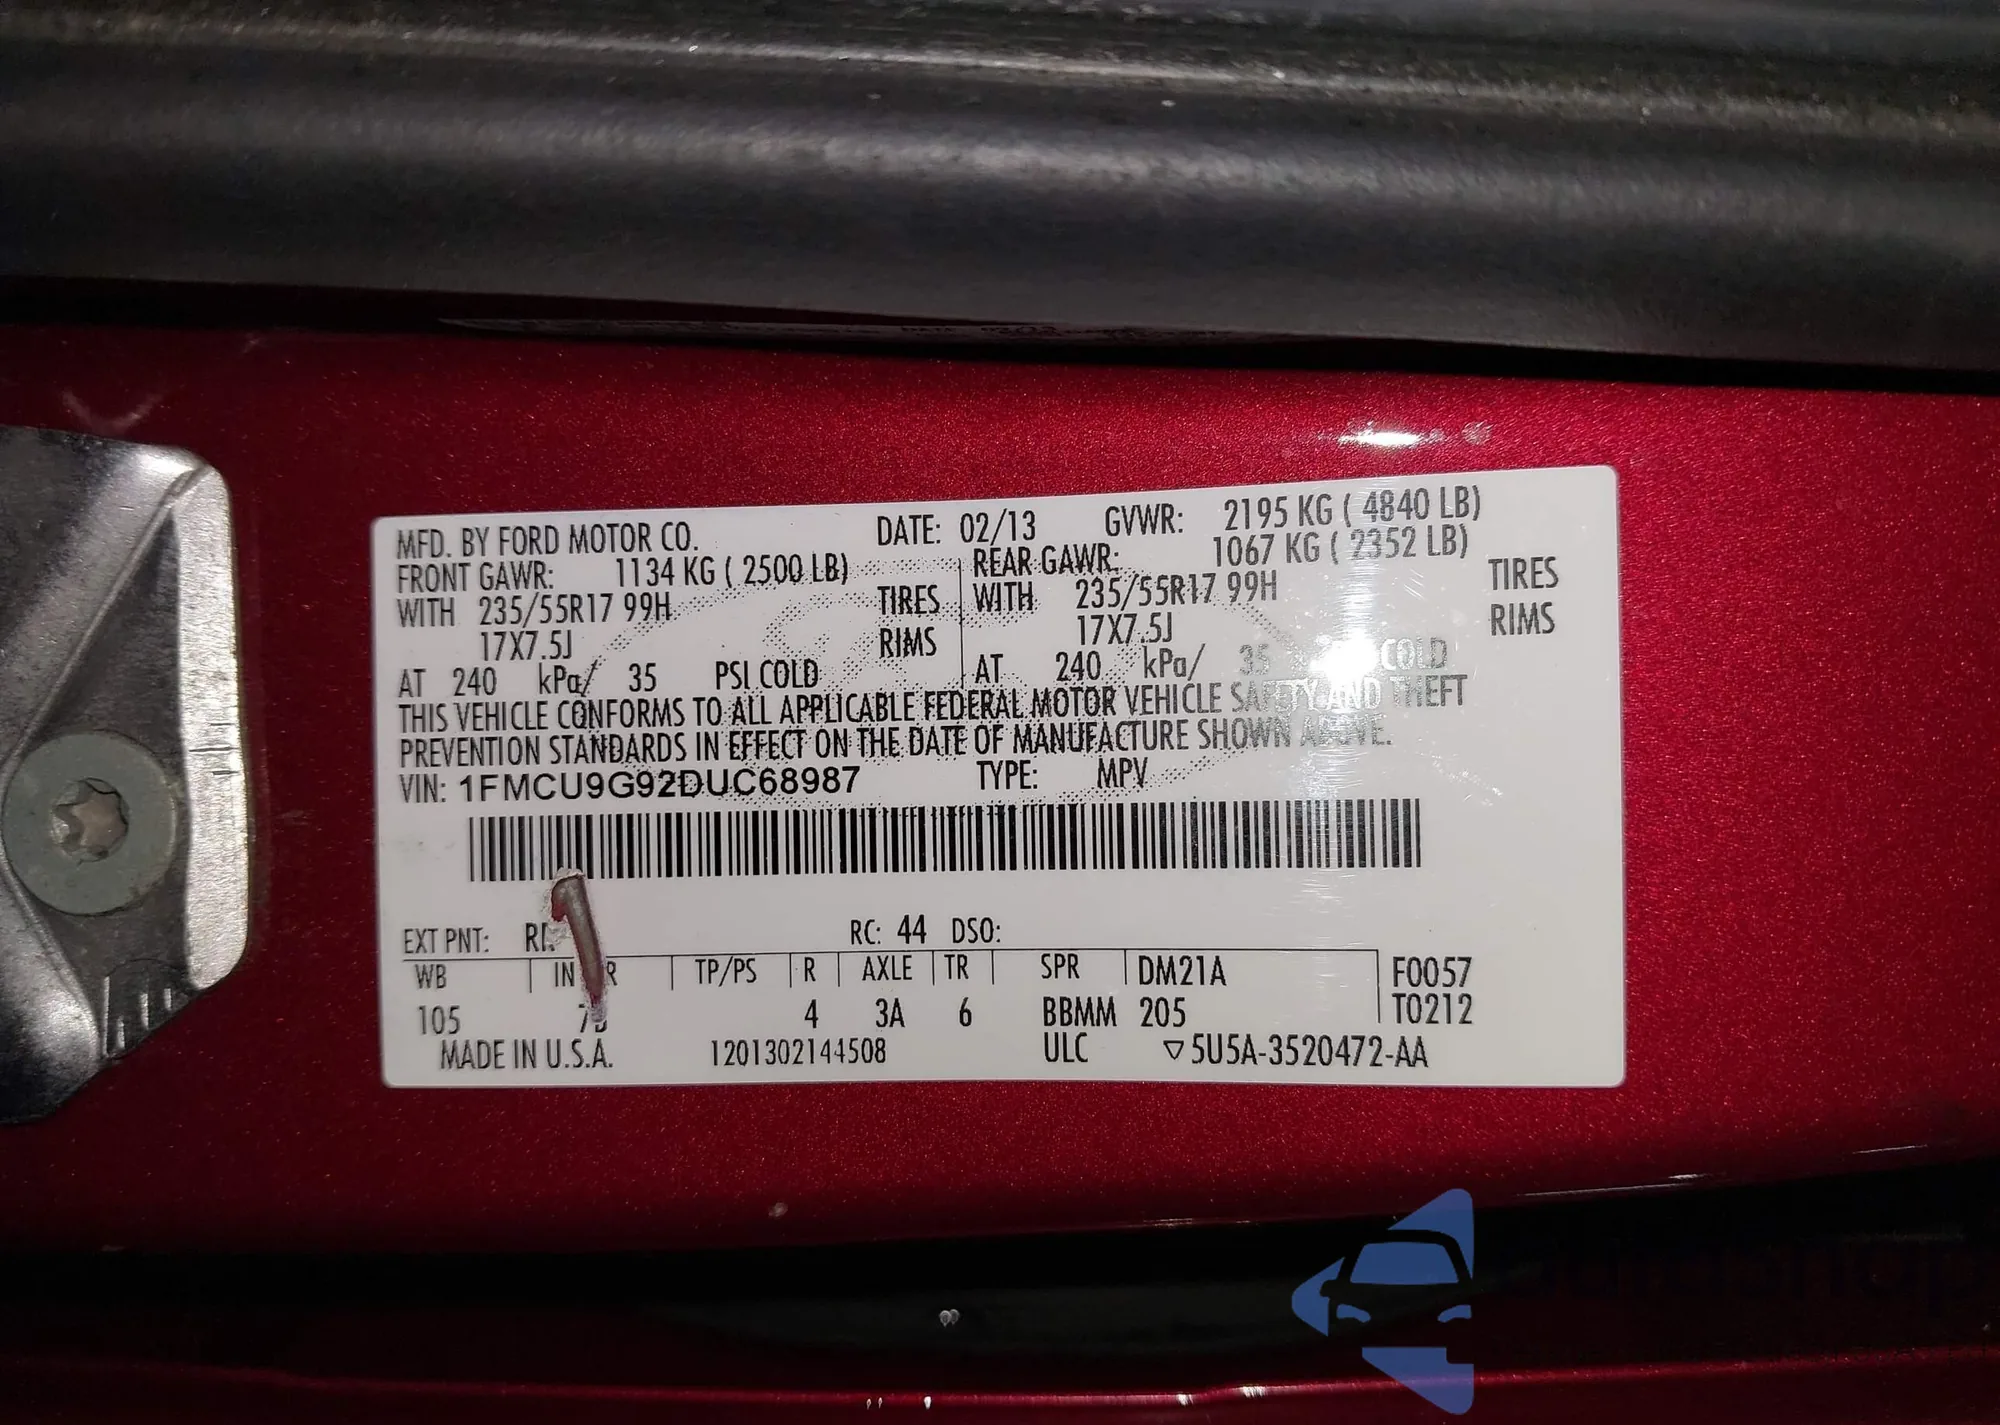 MFD. BY FORD MOTOR CO. DATE: 02/13 GVWR: 2195 KG ( 4840 LB)
FRONT GAWR: 1134 KG ( 2500 LB) REAR GAWR: 1067 KG ( 2352 LB)
WITH 235/55R17 99H TIRES WITH 235/55R17 99H TIRES
17X7.5J RIMS 17X7.5J RIMS
AT 240 kPa/ 35 PSI COLD AT 240 kPa/ 35 COLD
THIS VEHICLE CONFORMS TO ALL APPLICABLE FEDERAL MOTOR VEHICLE SAFETY AND THEFT
PREVENTION STANDARDS IN EFFECT ON THE DATE OF MANUFACTURE SHOWN ABOVE.
VIN: 1FMCU9G92DUC68987 TYPE: MPV
EXT PNT: RC: 44 DSO:
WB TP/PS R AXLE TR SPR DM21A F0057
105 4 3A 6 BBMM 205 T0212
MADE IN U.S.A. 1201302144508 ULC ▽5U5A-3520472-AA